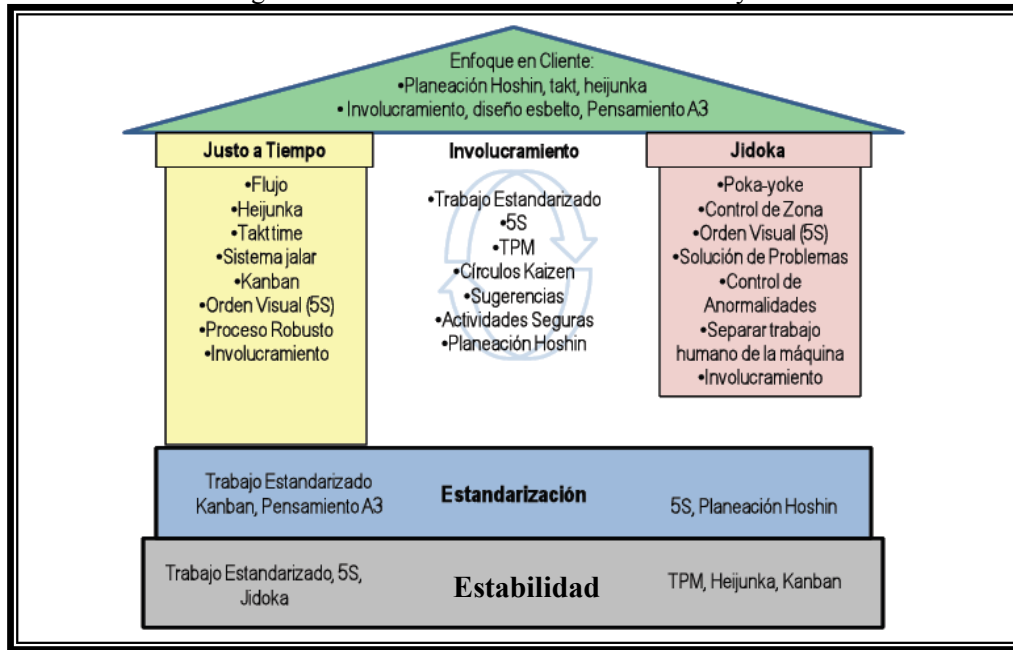 Enfoque en Cliente:
•Planeación Hoshin, takt, heijunka
•Involucramiento, diseño esbelto, Pensamiento A3
Justo a Tiempo
•Flujo
•Heijunka
•Takt time
•Sistema jalar
•Kanban
•Orden Visual (5S)
•Proceso Robusto
•Involucramiento
Involucramiento
•Trabajo Estandarizado
•5S
•TPM
•Círculos Kaizen
•Sugerencias
•Actividades Seguras
•Planeación Hoshin
Jidoka
•Poka-yoke
•Control de Zona
•Orden Visual (5S)
•Solución de Problemas
•Control de
Anormalidades
•Separar trabajo
humano de la máquina
•Involucramiento
Trabajo Estandarizado
Kanban, Pensamiento A3
Estandarización
5S, Planeación Hoshin
Trabajo Estandarizado, 5S,
Jidoka
Estabilidad
TPM, Heijunka, Kanban